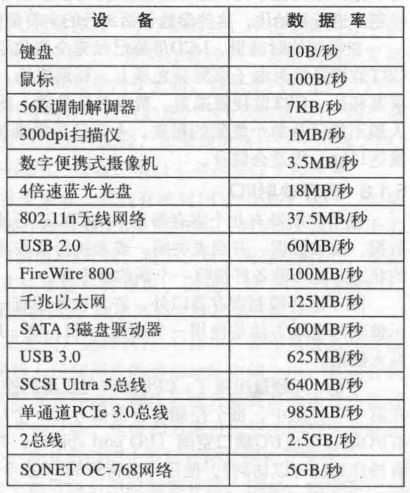 设 备 数 据 率
键盘 10B/秒
鼠标 100B/秒
56K调制解调器 7KB/秒
300dpi扫描仪 1MB/秒
数字便携式摄像机 3.5MB/秒
4倍速蓝光光盘 18MB/秒
802.11n无线网络 37.5MB/秒
USB 2.0 60MB/秒
FireWire 800 100MB/秒
千兆以太网 125MB/秒
SATA 3磁盘驱动器 600MB/秒
USB 3.0 625MB/秒
SCSI Ultra 5总线 640MB/秒
单通道PCIe 3.0总线 985MB/秒
2总线 2.5GB/秒
SONET OC-768网络 5GB/秒